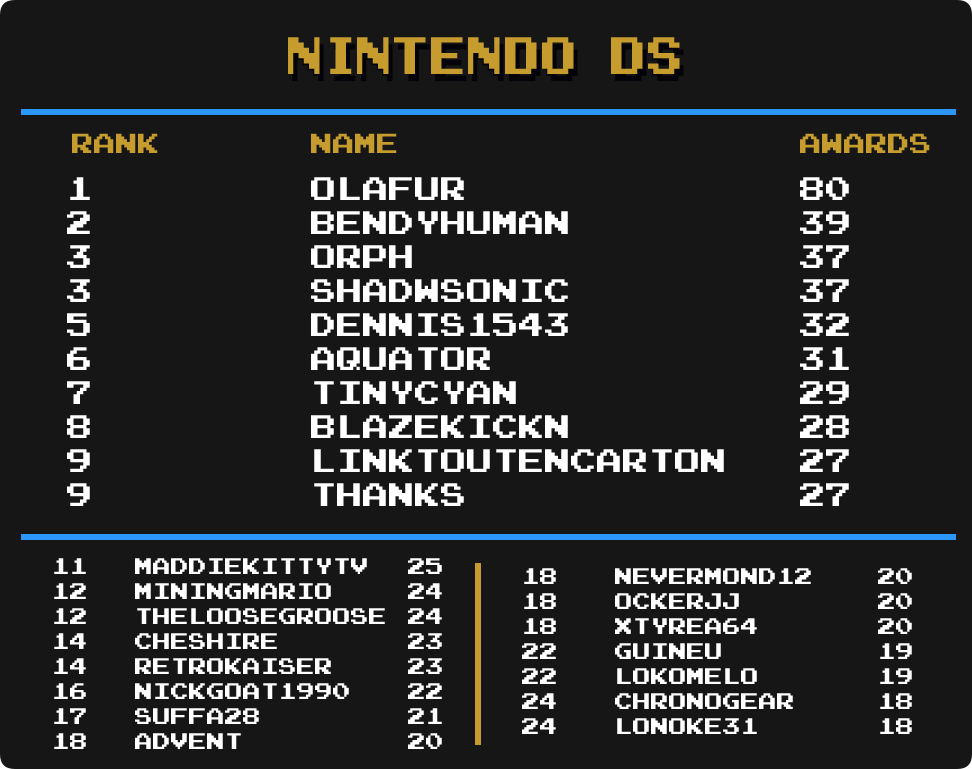 NINTENDO DS
RANK NAME AWARDS
1 OLAFUR 80
2 BENDYHUMAN 39
3 ORPH 37
3 SHADWSONIC 37
5 DENNIS1543 32
6 AQUATOR 31
7 TINYCYAN 29
8 BLAZEKICKN 28
9 LINKTOUTENCARTON 27
9 THANKS 27
11 MADDIEKITTYTV 25
12 MININGMARIO 24
12 THELOOSEGROOSE 24
14 CHESHIRE 23
14 RETROKAISER 23
16 NICKGOAT1990 22
17 SUFFA28 21
18 ADVENT 20
18 NEVERMOND12 20
18 OCKERJJ 20
18 XTYREA64 20
22 GUINEU 19
22 LOKOMELO 19
24 CHRONOGEAR 18
24 LONOKE31 18